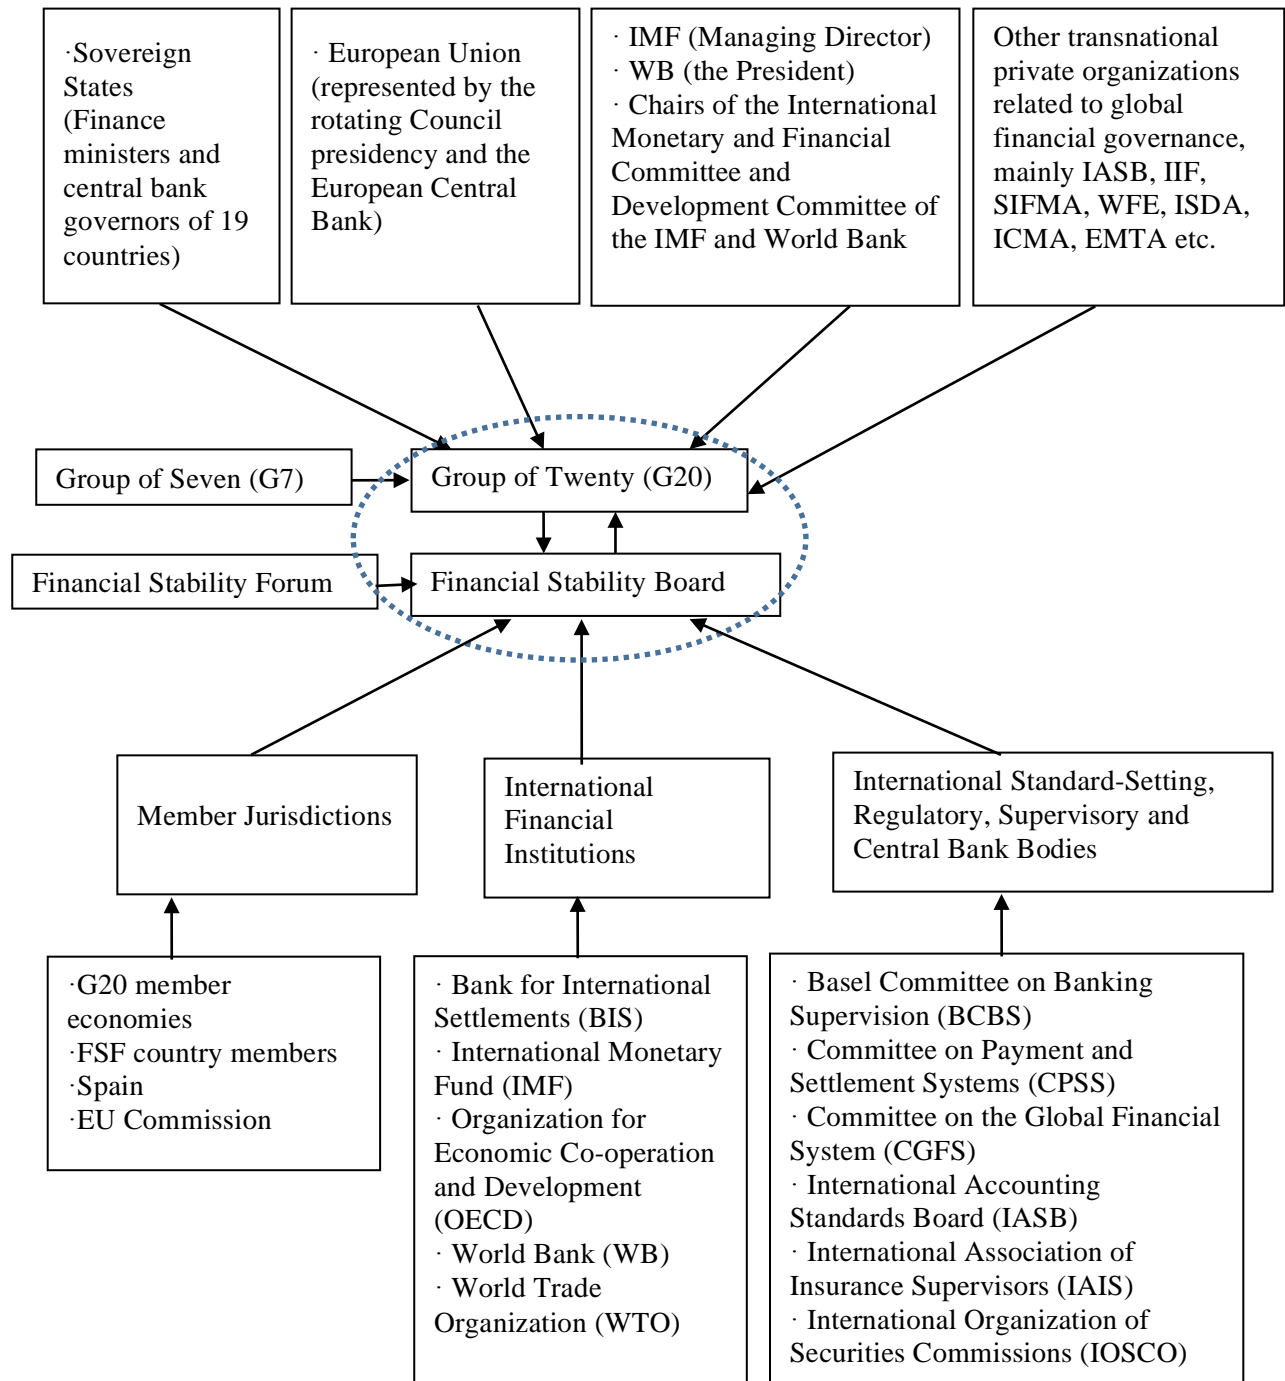 ·Sovereign
States
(Finance
ministers and
central bank
governors of 19
countries)
· European Union
(represented by the
rotating Council
presidency and the
European Central
Bank)
· IMF (Managing Director)
· WB (the President)
· Chairs of the International
Monetary and Financial
Committee and
Development Committee of
the IMF and World Bank
Other transnational
private organizations
related to global
financial governance,
mainly IASB, IIF,
SIFMA, WFE, ISDA,
ICMA, EMTA etc.
Group of Seven (G7)
Group of Twenty (G20)
Financial Stability Forum
Financial Stability Board
Member Jurisdictions
International
Financial
Institutions
International Standard-Setting,
Regulatory, Supervisory and
Central Bank Bodies
·G20 member
economies
·FSF country members
·Spain
·EU Commission
· Bank for International
Settlements (BIS)
· International Monetary
Fund (IMF)
· Organization for
Economic Co-operation
and Development
(OECD)
· World Bank (WB)
· World Trade
Organization (WTO)
· Basel Committee on Banking
Supervision (BCBS)
· Committee on Payment and
Settlement Systems (CPSS)
· Committee on the Global Financial
System (CGFS)
· International Accounting
Standards Board (IASB)
· International Association of
Insurance Supervisors (IAIS)
· International Organization of
Securities Commissions (IOSCO)